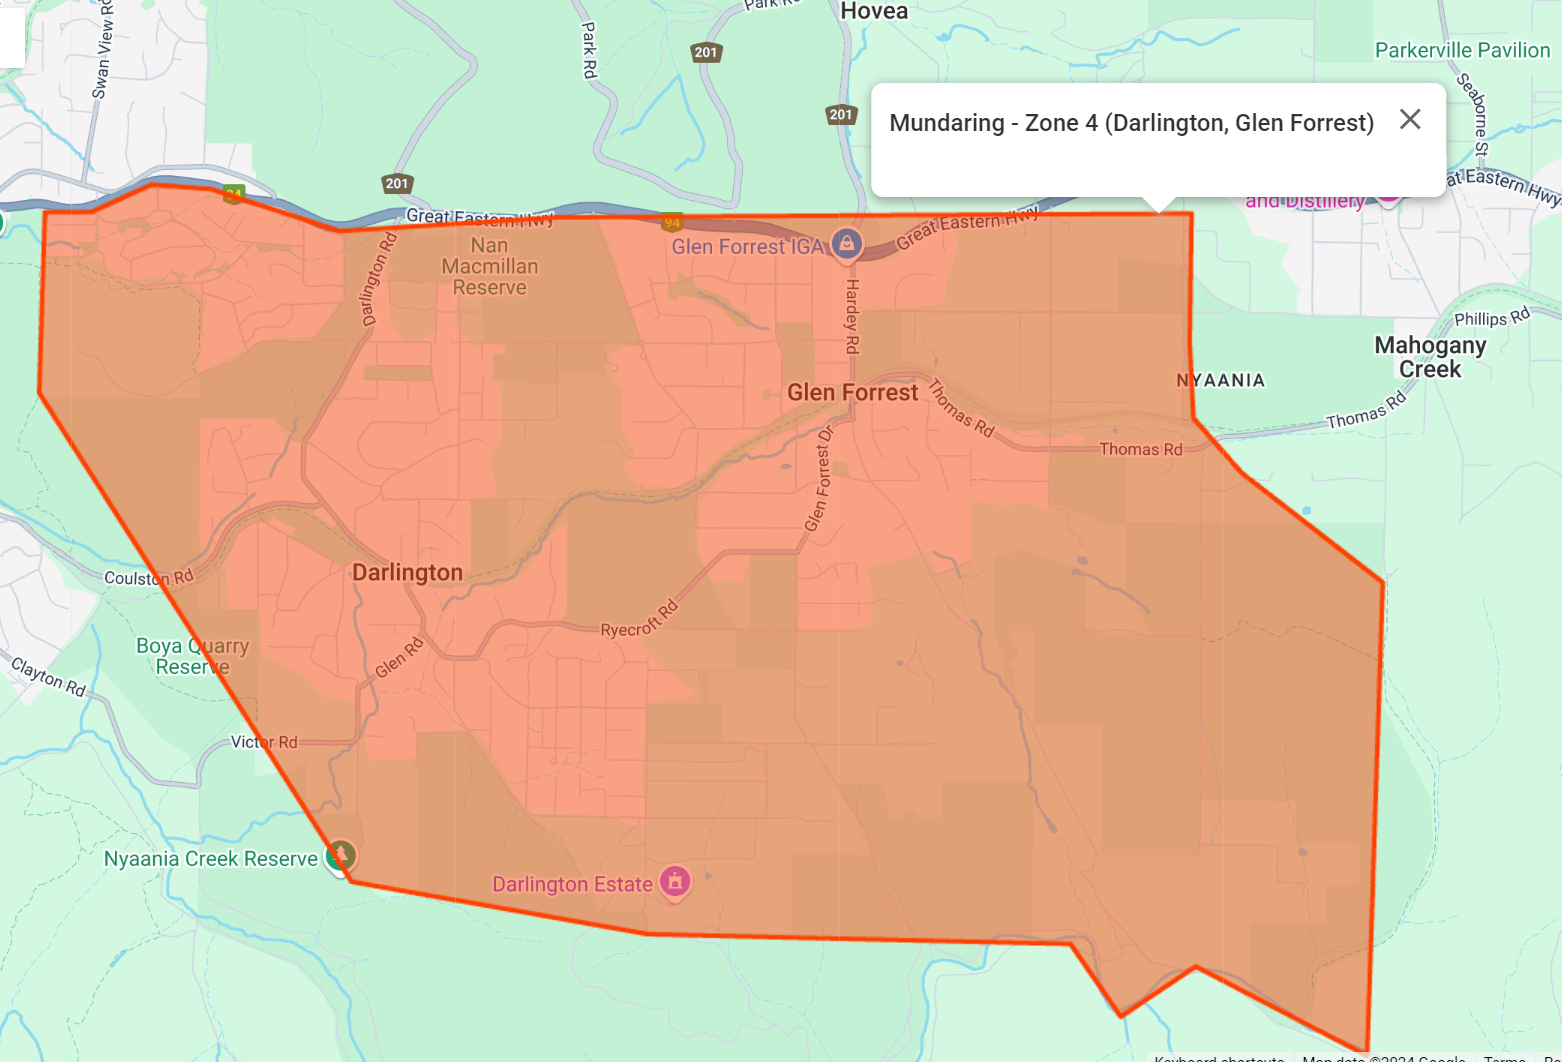 Park Rd
Hovea
Swan View Rd
Park Rd
201
Parkerville Pavilion
Seaborne St
201
Mundaring - Zone 4 (Darlington, Glen Forrest)
201
94
Great Eastern Hwy
94
Great Eastern Hwy
at Eastern Hwy
and Distillery
Glen Forrest IGA
Nan
Macmillan
Reserve
Darlington Rd
Hardey Rd
Phillips Rd
Mahogany
Creek
NYAANIA
Glen Forrest
Thomas Rd
Thomas Rd
Thomas Rd
Glen Forrest Dr
Darlington
Coulston Rd
Ryecroft Rd
Boya Quarry
Reserve
Glen Rd
Clayton Rd
Victor Rd
Nyaania Creek Reserve
Darlington Estate
Keyboard shortcuts
Map data ©2024 Google
Terms